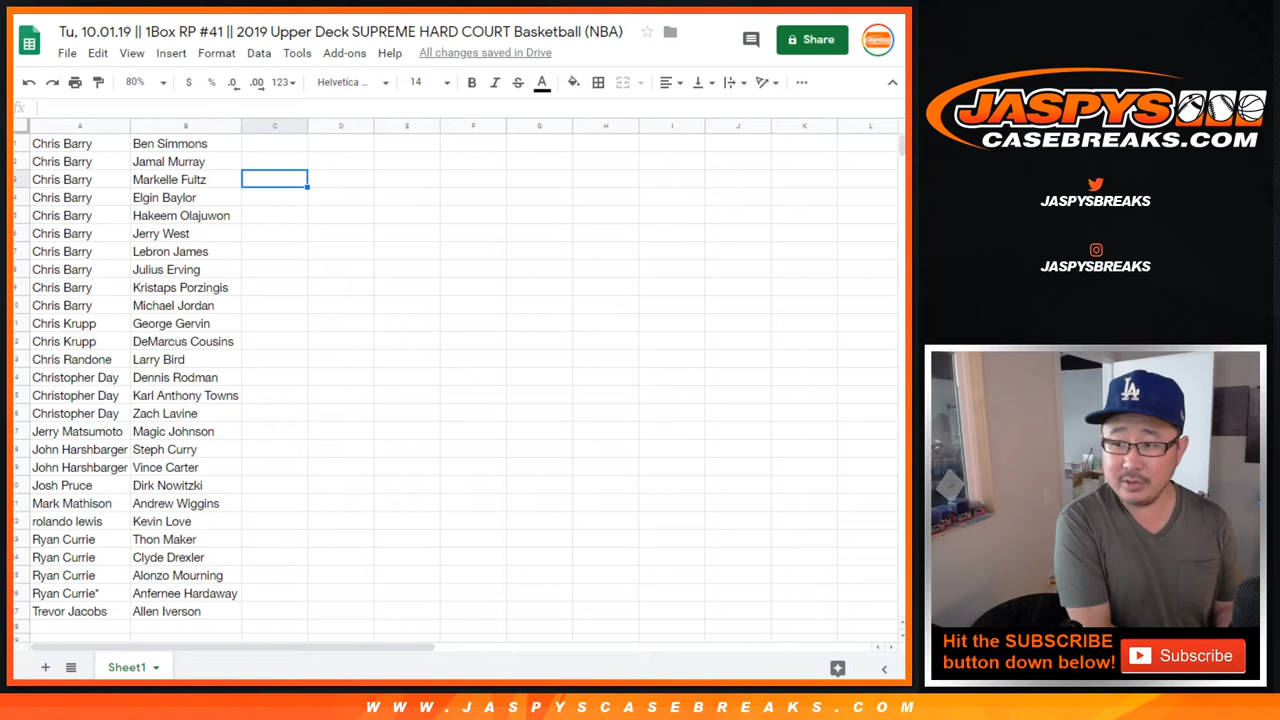 Tu, 10.01.19 || 1Box RP #41 || 2019 Upper Deck SUPREME HARD COURT Basketball (NBA)
File Edit View Insert Format Data Tools Add-ons Help All changes saved in Drive
Share
80% $ % .0 .00 123 Helvetica ... 14 B I S A
fx
A B C D E F G H I J K L
Chris Barry Ben Simmons
Chris Barry Jamal Murray
Chris Barry Markelle Fultz
Chris Barry Elgin Baylor
Chris Barry Hakeem Olajuwon
Chris Barry Jerry West
Chris Barry Lebron James
Chris Barry Julius Erving
Chris Barry Kristaps Porzingis
Chris Barry Michael Jordan
Chris Krupp George Gervin
Chris Krupp DeMarcus Cousins
Chris Randone Larry Bird
Christopher Day Dennis Rodman
Christopher Day Karl Anthony Towns
Christopher Day Zach Lavine
Jerry Matsumoto Magic Johnson
John Harshbarger Steph Curry
John Harshbarger Vince Carter
Josh Pruce Dirk Nowitzki
Mark Mathison Andrew Wiggins
rolando lewis Kevin Love
Ryan Currie Thon Maker
Ryan Currie Clyde Drexler
Ryan Currie Alonzo Mourning
Ryan Currie* Anfernee Hardaway
Trevor Jacobs Allen Iverson
Sheet1
JASPYS
CASEBREAKS.COM
JASPYSBREAKS
JASPYSBREAKS
LA
Hit the SUBSCRIBE
button down below!
Subscribe
WWW.JASPYSCASEBREAKS.COM